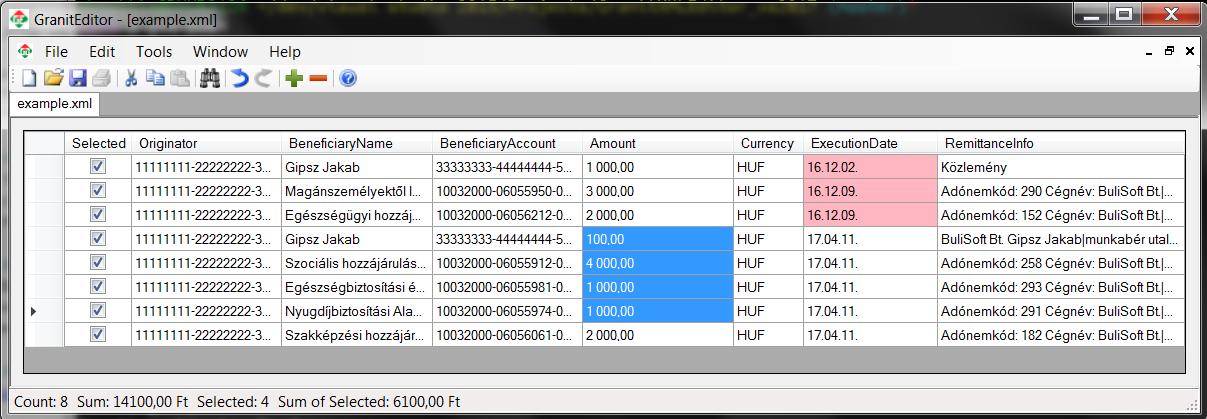 GranitEditor - [example.xml]
File Edit Tools Window Help
example.xml
Selected Originator BeneficiaryName BeneficiaryAccount Amount Currency ExecutionDate RemittanceInfo
11111111-22222222-3... Gipsz Jakab 33333333-44444444-5... 1 000,00 HUF 16.12.02. Közlemény
11111111-22222222-3... Magánszemélyektől l... 10032000-06055950-0... 3 000,00 HUF 16.12.09. Adónemkód: 290 Cégnév: BuliSoft Bt.|...
11111111-22222222-3... Egészségügyi hozzáj... 10032000-06056212-0... 2 000,00 HUF 16.12.09. Adónemkód: 152 Cégnév: BuliSoft Bt.|...
11111111-22222222-3... Gipsz Jakab 33333333-44444444-5... 100,00 HUF 17.04.11. BuliSoft Bt. Gipsz Jakab|munkabér utal...
11111111-22222222-3... Szociális hozzájárulás... 10032000-06055912-0... 4 000,00 HUF 17.04.11. Adónemkód: 258 Cégnév: BuliSoft Bt.|...
11111111-22222222-3... Egészségbiztosítási é... 10032000-06055981-0... 1 000,00 HUF 17.04.11. Adónemkód: 293 Cégnév: BuliSoft Bt.|...
11111111-22222222-3... Nyugdíjbiztosítási Ala... 10032000-06055974-0... 1 000,00 HUF 17.04.11. Adónemkód: 291 Cégnév: BuliSoft Bt.|...
11111111-22222222-3... Szakképzési hozzájár... 10032000-06056061-0... 2 000,00 HUF 17.04.11. Adónemkód: 182 Cégnév: BuliSoft Bt.|...
Count: 8 Sum: 14100,00 Ft Selected: 4 Sum of Selected: 6100,00 Ft